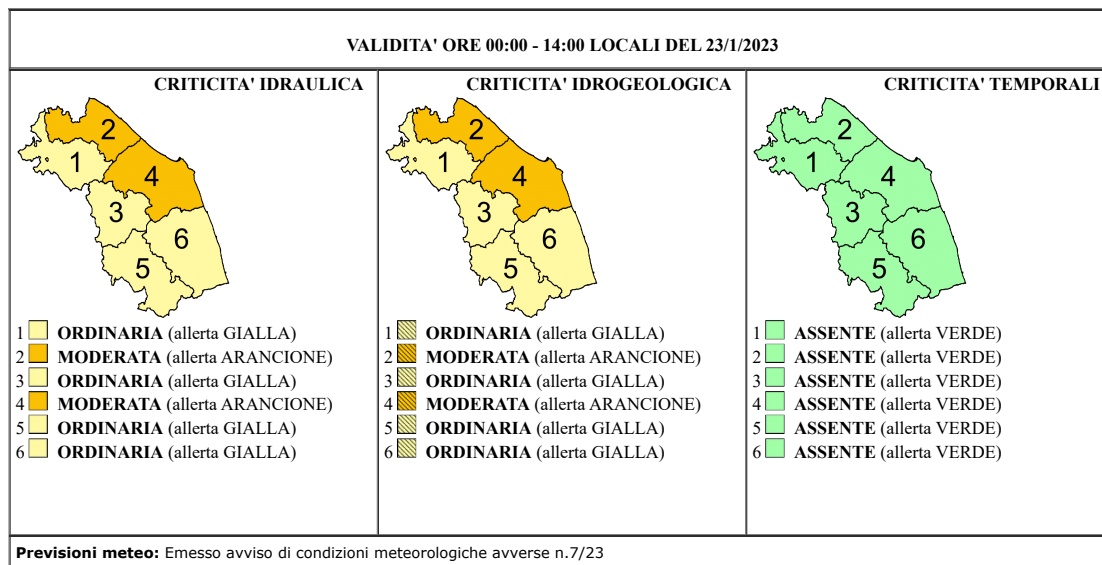 VALIDITA' ORE 00:00 - 14:00 LOCALI DEL 23/1/2023
CRITICITA' IDRAULICA
2
1
4
3
6
5
1 ORDINARIA (allerta GIALLA)
2 MODERATA (allerta ARANCIONE)
3 ORDINARIA (allerta GIALLA)
4 MODERATA (allerta ARANCIONE)
5 ORDINARIA (allerta GIALLA)
6 ORDINARIA (allerta GIALLA)
CRITICITA' IDROGEOLOGICA
2
1
4
3
6
5
1 ORDINARIA (allerta GIALLA)
2 MODERATA (allerta ARANCIONE)
3 ORDINARIA (allerta GIALLA)
4 MODERATA (allerta ARANCIONE)
5 ORDINARIA (allerta GIALLA)
6 ORDINARIA (allerta GIALLA)
CRITICITA' TEMPORALI
2
1
4
3
6
5
1 ASSENTE (allerta VERDE)
2 ASSENTE (allerta VERDE)
3 ASSENTE (allerta VERDE)
4 ASSENTE (allerta VERDE)
5 ASSENTE (allerta VERDE)
6 ASSENTE (allerta VERDE)
Previsioni meteo: Emesso avviso di condizioni meteorologiche avverse n.7/23